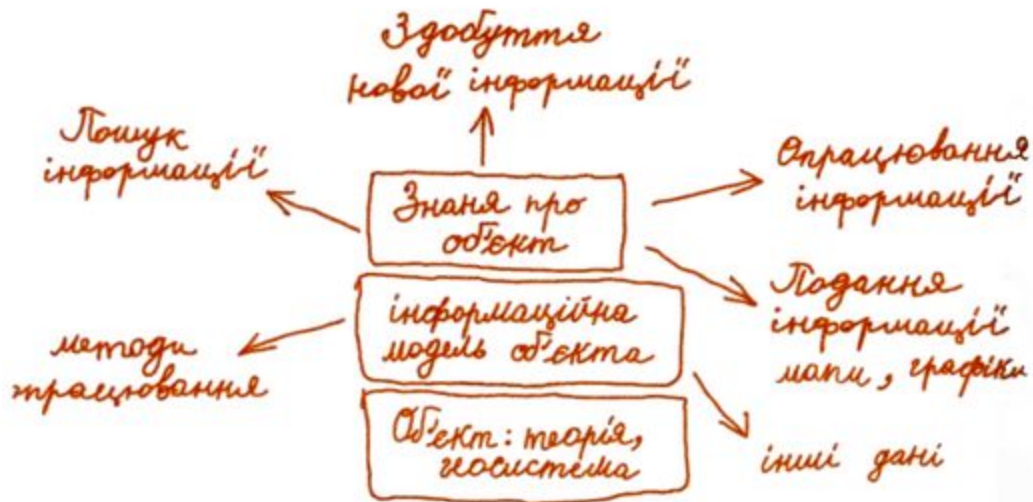 Здобуття
нової інформації
Пошук
інформації
Знаня про
об'єкт
Опрацювання
інформації
Подання
інформації
мапи, графіки
інформаційна
модель об'єкта
методи
працювання
Об'єкт: теорія,
геосистема
інші дані